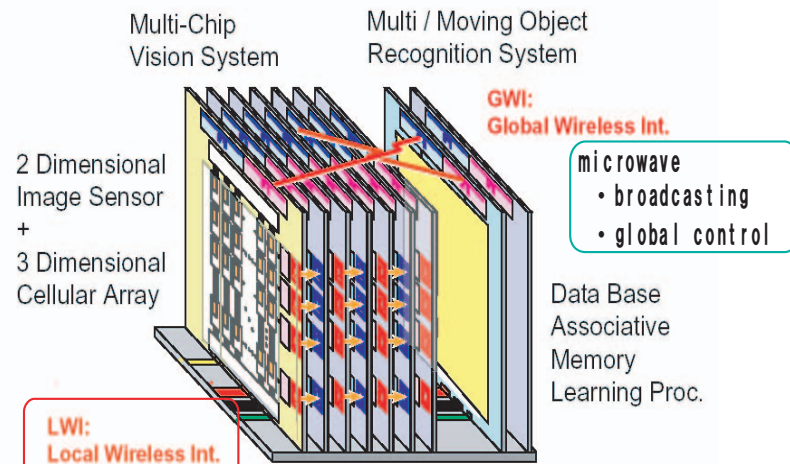 Multi-Chip
Vision System
Multi / Moving Object
Recognition System
GWI:
Global Wireless Int.
microwave
・broadcasting
・global control
2 Dimensional
Image Sensor
+
3 Dimensional
Cellular Array
Data Base
Associative
Memory
Learning Proc.
LWI:
Local Wireless Int.